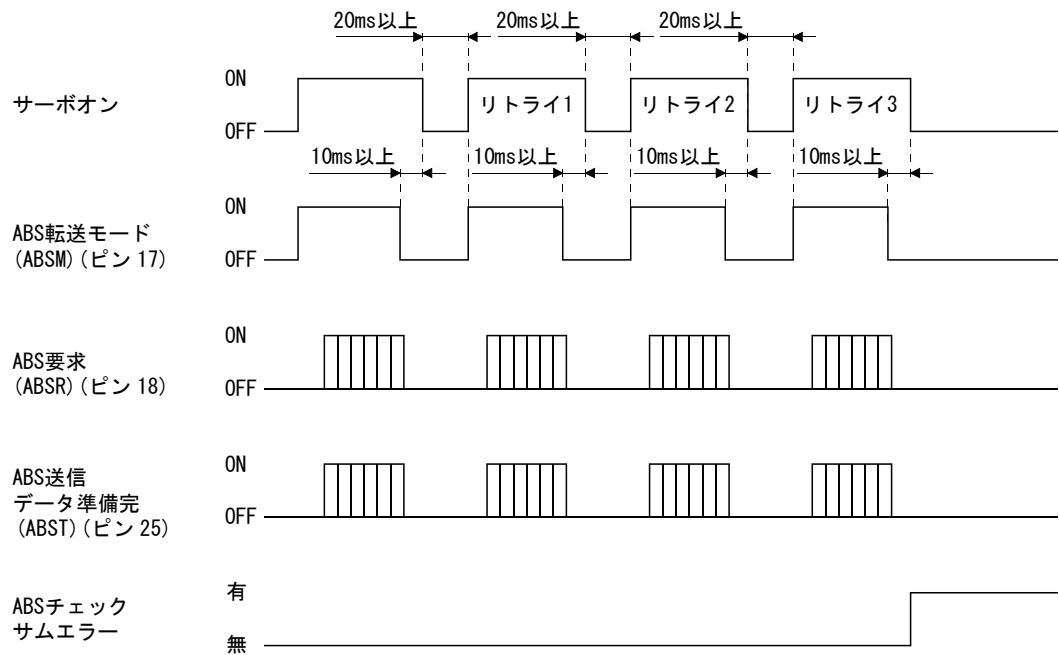 20ms以上 20ms以上 20ms以上
ON
サーボオン
リトライ1 リトライ2 リトライ3
OFF
10ms以上 10ms以上 10ms以上 10ms以上
ON
ABS転送モード
(ABSM)(ピン 17)
OFF
ON
ABS要求
(ABSR)(ピン 18)
OFF
ON
ABS送信
データ準備完
(ABST)(ピン 25)
OFF
有
ABSチェック
サムエラー
無